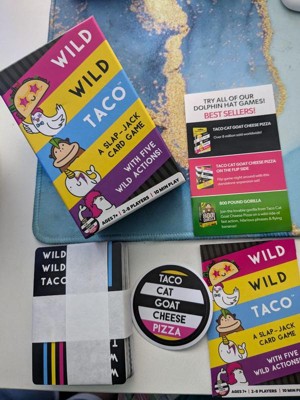 WILD
WILD
TACO
A SLAP-JACK
CARD GAME
WITH FIVE
WILD ACTIONS!
AGES 7+ | 2-8 PLAYERS | 10 MIN PLAY
TRY ALL OF OUR
DOLPHIN HAT GAMES!
BEST SELLERS!
TACO CAT GOAT CHEESE PIZZA
TACO CAT GOAT CHEESE PIZZA
ON THE FLIP SIDE
800 POUND GORILLA
WILD
WILD
TACO
TACO
CAT
GOAT
CHEESE
PIZZA
WILD
WILD
TACO
A SLAP-JACK
CARD GAME
WITH FIVE
WILD ACTIONS!
AGES 7+ | 2-8 PLAYERS | 10 MIN PLAY